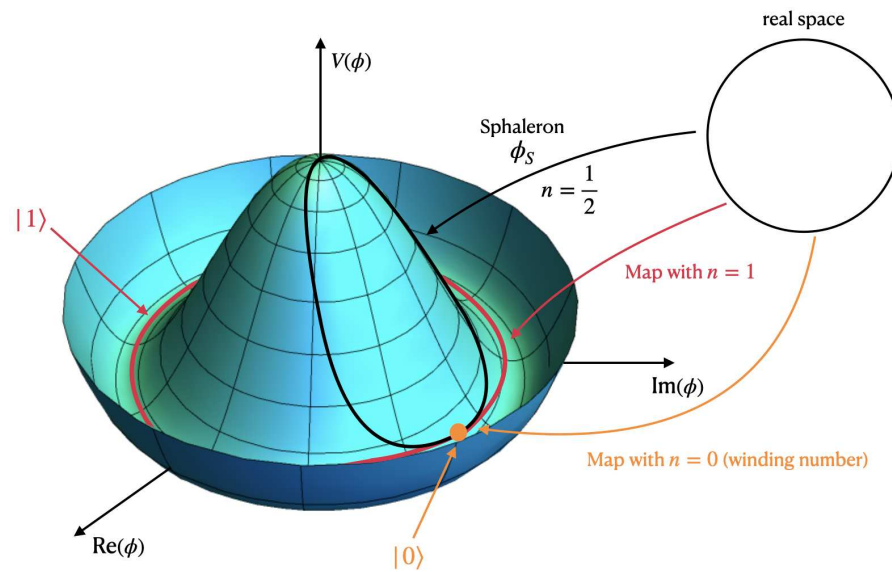 real space
V(ϕ)
Sphaleron
ϕ_S
n = 1/2
|1⟩
Map with n = 1
Im(ϕ)
Map with n = 0 (winding number)
Re(ϕ)
|0⟩